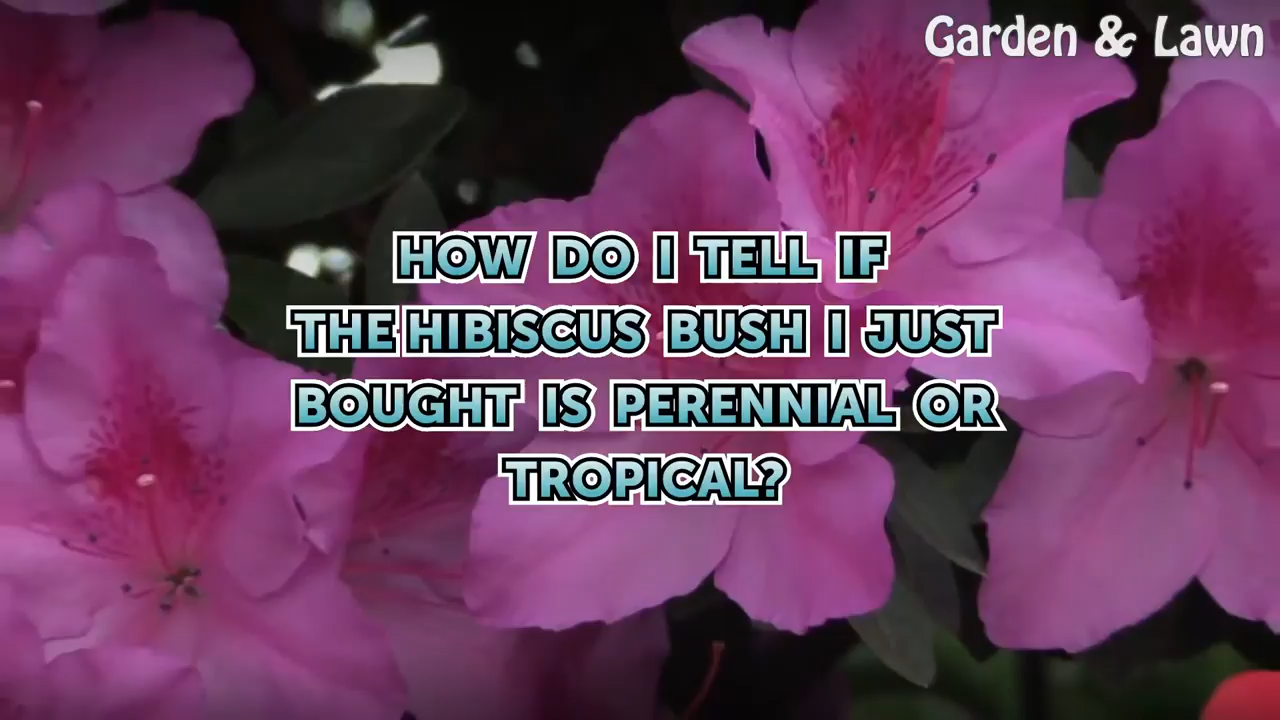 Garden & Lawn
HOW DO I TELL IF
THE HIBISCUS BUSH I JUST
BOUGHT IS PERENNIAL OR
TROPICAL?